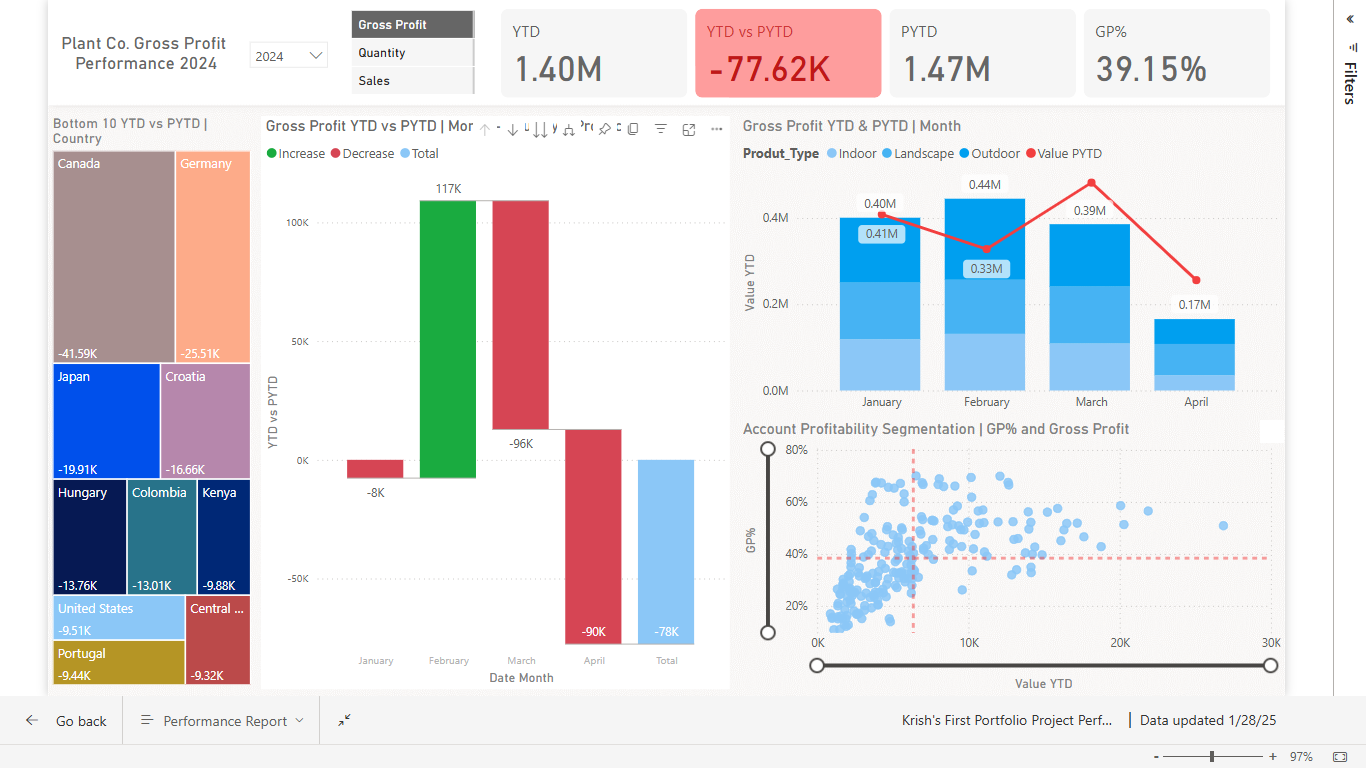 Plant Co. Gross Profit
Performance 2024
2024
Gross Profit
Quantity
Sales
YTD
1.40M
YTD vs PYTD
-77.62K
PYTD
1.47M
GP%
39.15%
Filters
Bottom 10 YTD vs PYTD |
Country
Canada
-41.59K
Germany
-25.51K
Japan
-19.91K
Croatia
-16.66K
Hungary
-13.76K
Colombia
-13.01K
Kenya
-9.88K
United States
-9.51K
Central ...
-9.32K
Portugal
-9.44K
Gross Profit YTD vs PYTD | Mor
Increase Decrease Total
YTD vs PYTD
100K
50K
0K
-50K
-8K
117K
-96K
-90K
-78K
January February March April Total
Date Month
Gross Profit YTD & PYTD | Month
Produt_Type Indoor Landscape Outdoor Value PYTD
Value YTD
0.4M
0.2M
0.0M
0.40M
0.41M
0.44M
0.33M
0.39M
0.17M
January February March April
Account Profitability Segmentation | GP% and Gross Profit
GP%
80%
60%
40%
20%
0K 10K 20K 30K
Value YTD
Go back
Performance Report
Krish's First Portfolio Project Perf... | Data updated 1/28/25
- + 97%